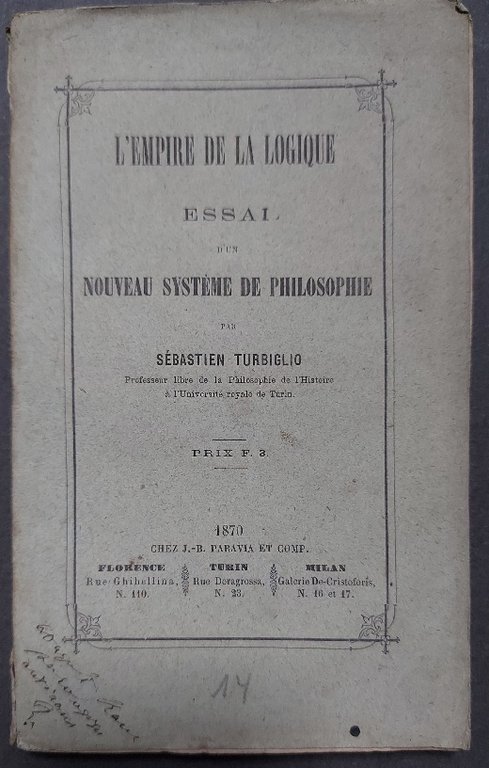 L'EMPIRE DE LA LOGIQUE
ESSAI
D'UN
NOUVEAU SYSTÈME DE PHILOSOPHIE
PAR
SÉBASTIEN TURBIGLIO
Professeur libre de la Philosophie de l'Histoire
à l'Université royale de Turin.
PRIX F. 3.
1870
CHEZ J.-B. PARAVIA ET COMP.
FLORENCE TURIN MILAN
Rue Ghibellina, Rue Doragrossa, Galerie De-Cristoforis,
N. 110. N. 23. N. 16 et 17.
14